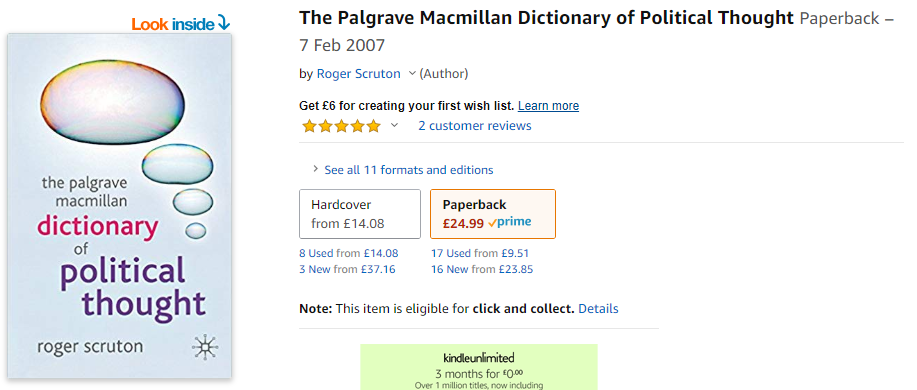 Look inside
the palgrave
macmillan
dictionary
of
political
thought
roger scruton
The Palgrave Macmillan Dictionary of Political Thought Paperback –
7 Feb 2007
by Roger Scruton (Author)
Get £6 for creating your first wish list. Learn more
2 customer reviews
See all 11 formats and editions
Hardcover
from £14.08
Paperback
£24.99 prime
8 Used from £14.08
3 New from £37.16
17 Used from £9.51
16 New from £23.85
Note: This item is eligible for click and collect. Details
kindleunlimited
3 months for £0.00
Over 1 million titles, now including